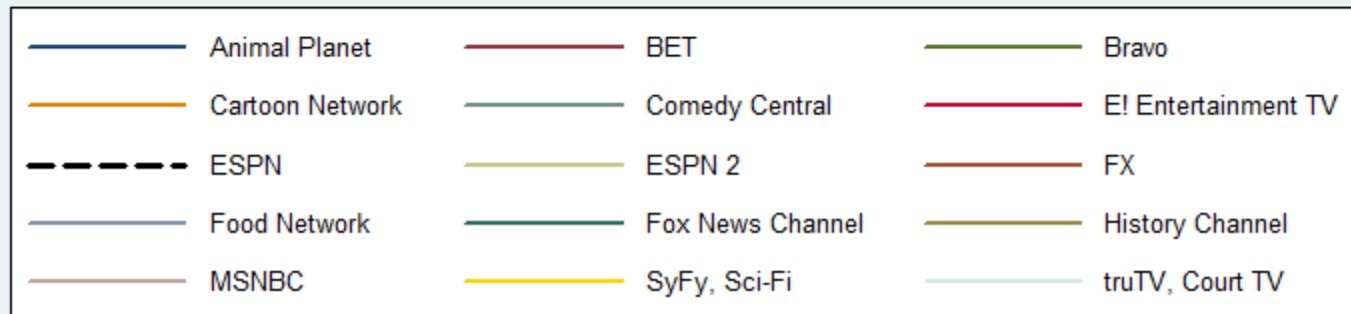 Animal Planet BET Bravo
Cartoon Network Comedy Central E! Entertainment TV
ESPN ESPN 2 FX
Food Network Fox News Channel History Channel
MSNBC SyFy, Sci-Fi truTV, Court TV